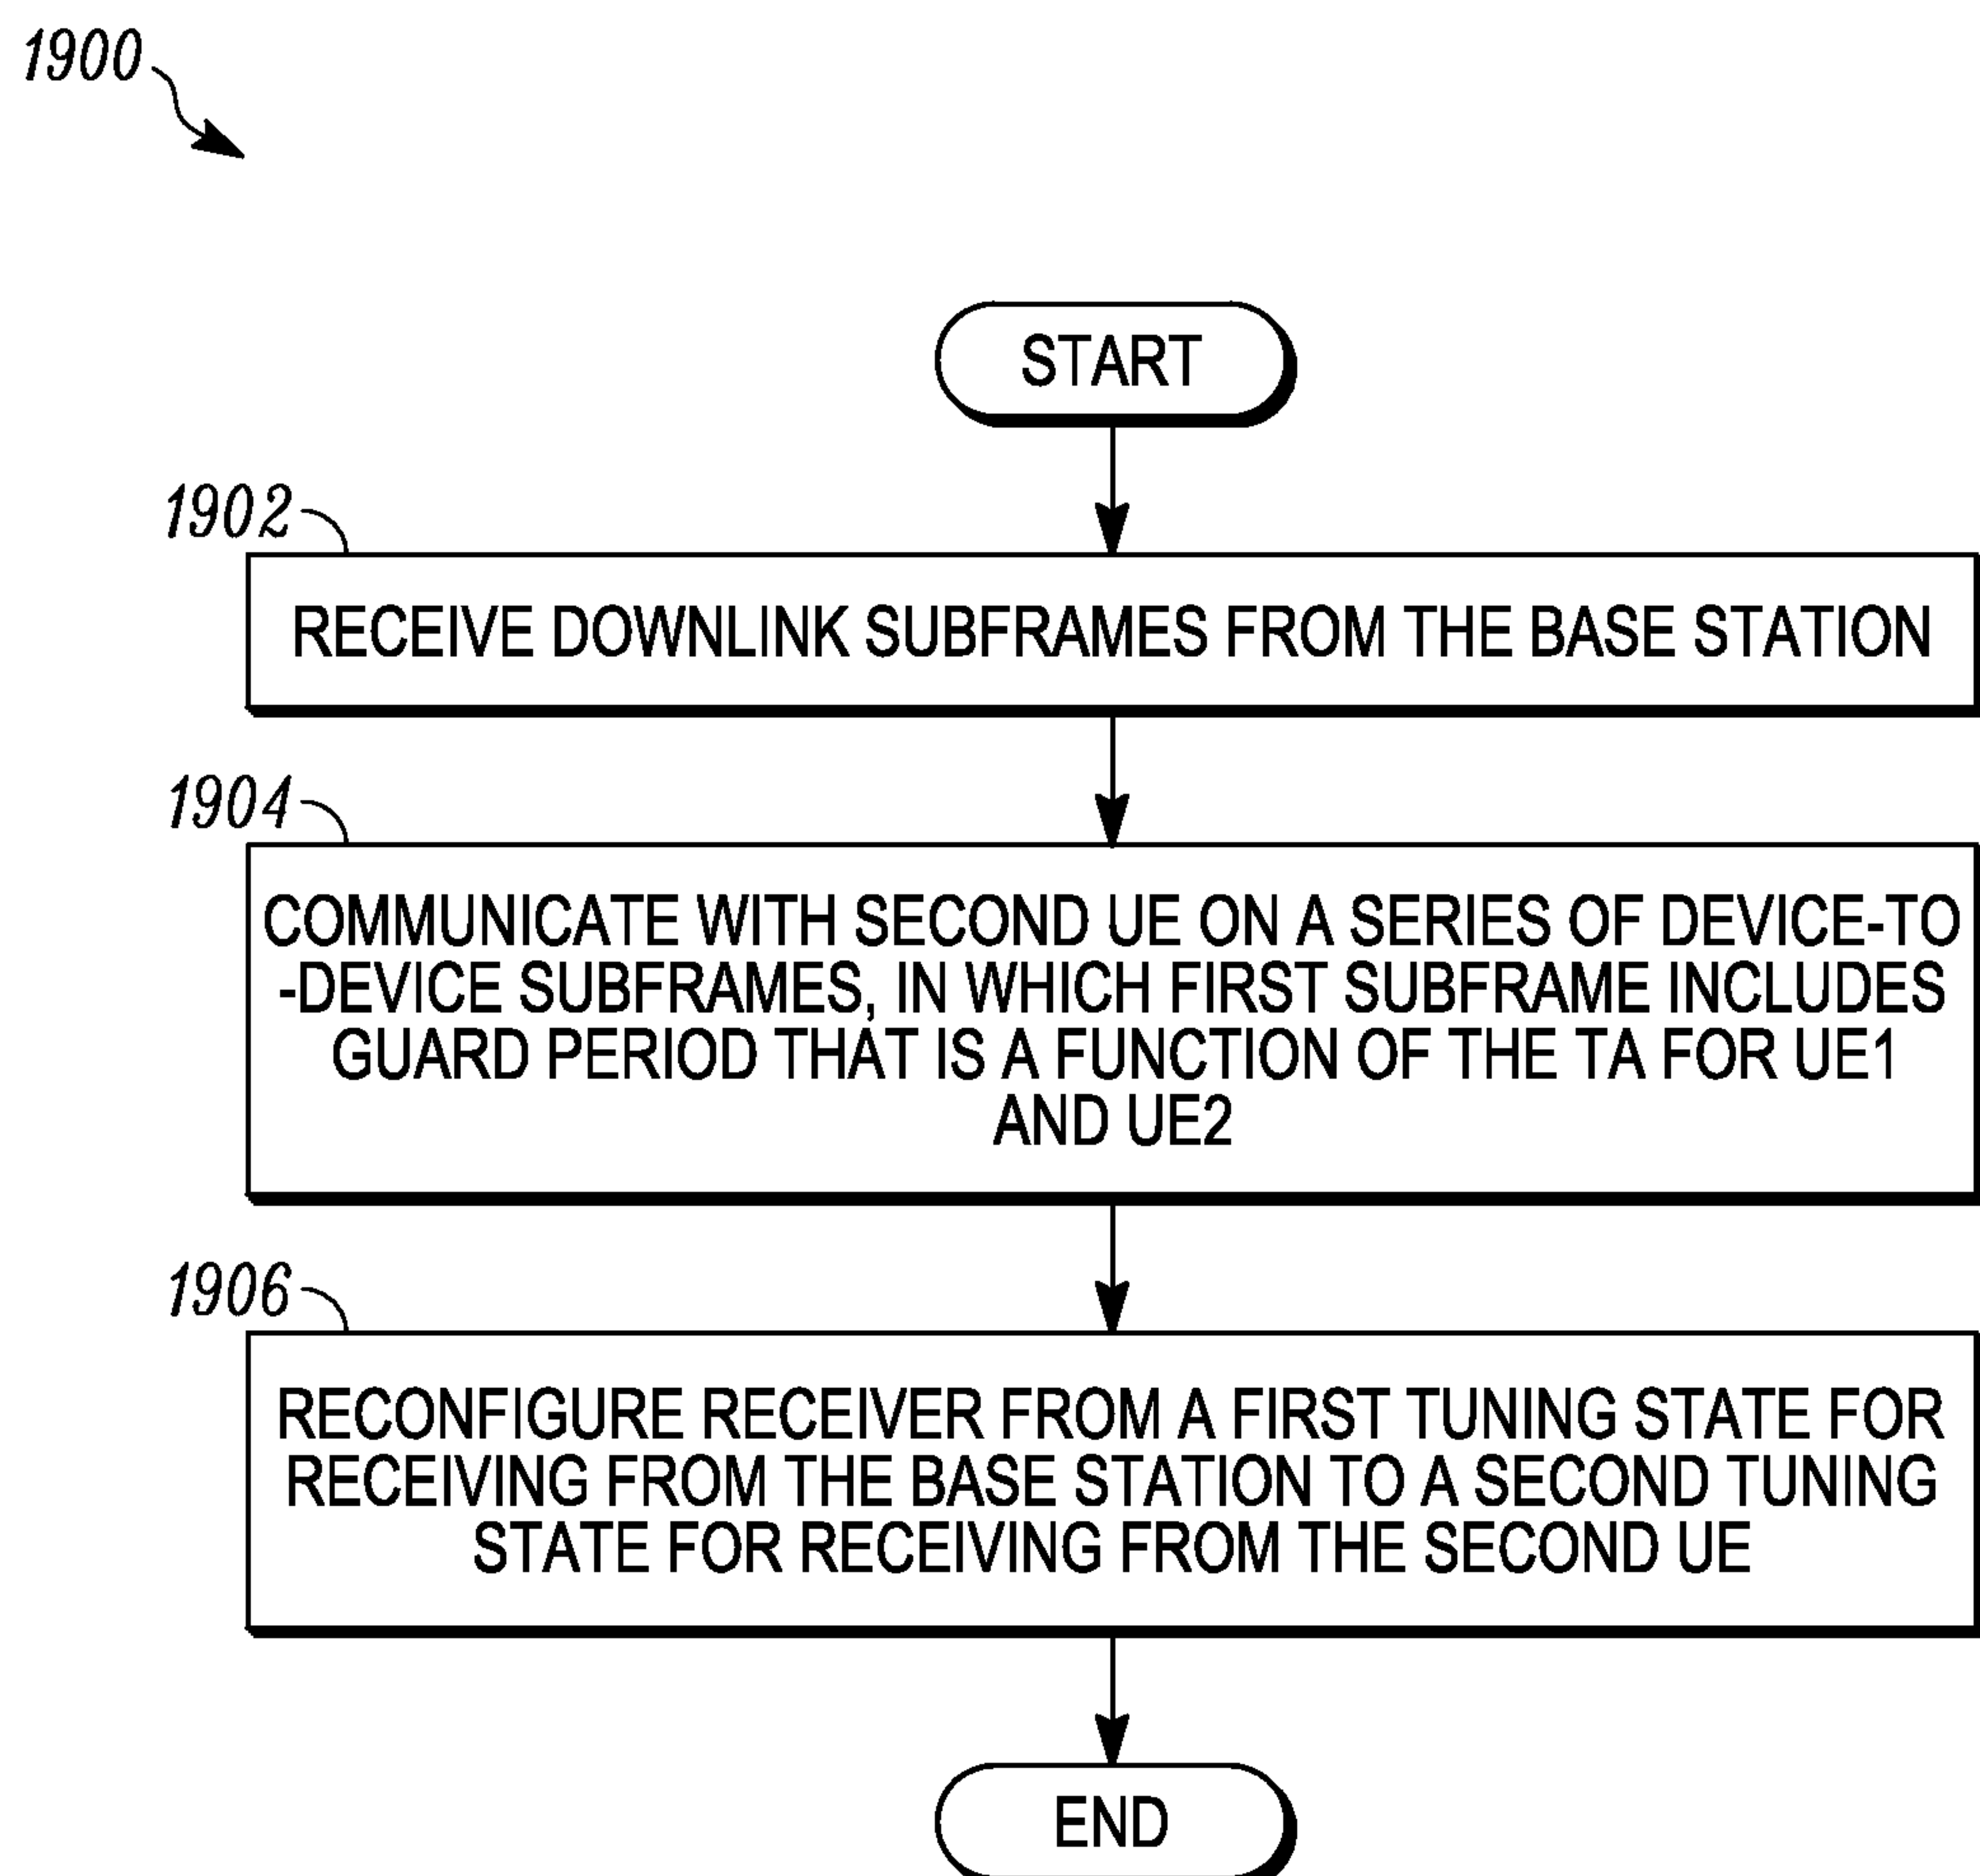 1900
START
1902
RECEIVE DOWNLINK SUBFRAMES FROM THE BASE STATION
1904
COMMUNICATE WITH SECOND UE ON A SERIES OF DEVICE-TO
-DEVICE SUBFRAMES, IN WHICH FIRST SUBFRAME INCLUDES
GUARD PERIOD THAT IS A FUNCTION OF THE TA FOR UE1
AND UE2
1906
RECONFIGURE RECEIVER FROM A FIRST TUNING STATE FOR
RECEIVING FROM THE BASE STATION TO A SECOND TUNING
STATE FOR RECEIVING FROM THE SECOND UE
END